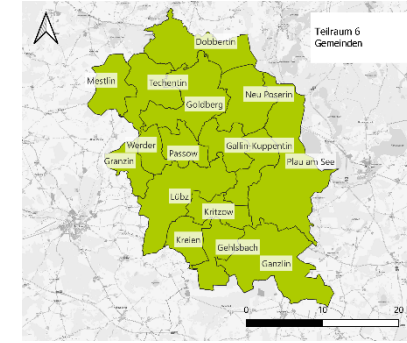 Teilraum 6
Gemeinden
Dobbertin
Mestlin
Techentin
Neu Poserin
Goldberg
Werder
Gallin-Kuppentin
Passow
Granzin
Plau am See
Lübz
Kritzow
Kreien
Gehlsbach
Ganzlin
0 10 20